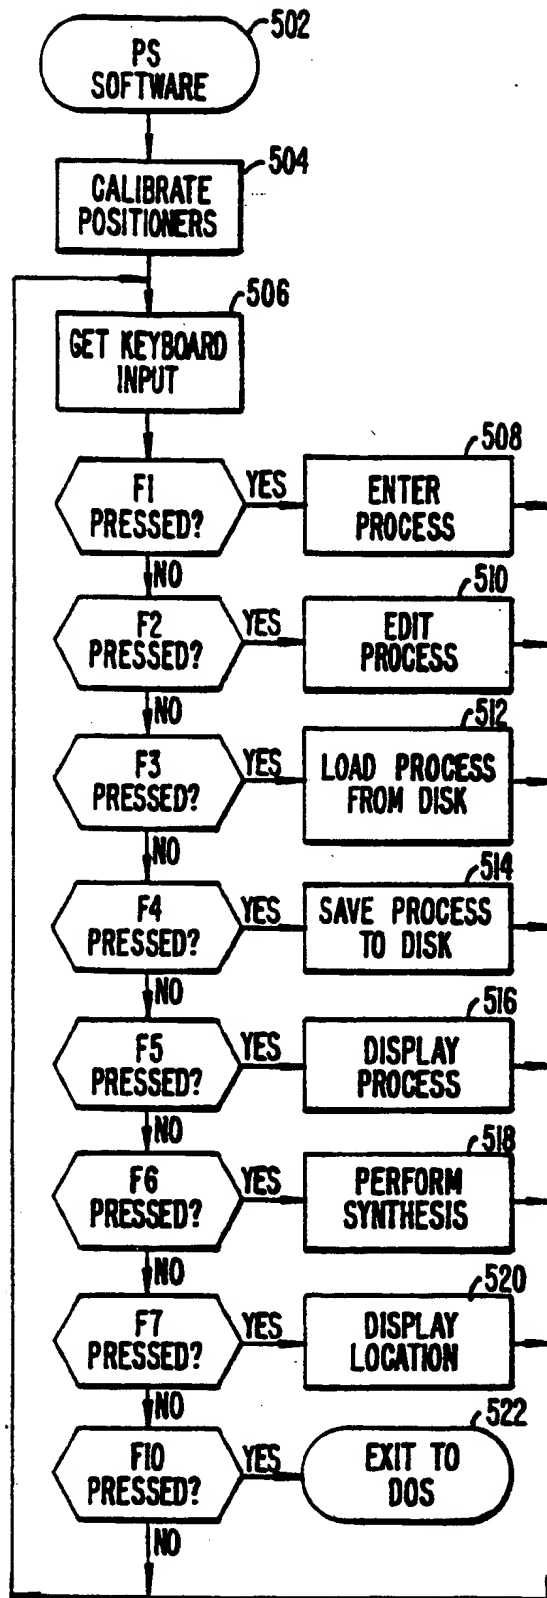 502
PS
SOFTWARE
504
CALIBRATE
POSITIONERS
506
GET KEYBOARD
INPUT
F1
PRESSED?
YES
508
ENTER
PROCESS
NO
F2
PRESSED?
YES
510
EDIT
PROCESS
NO
F3
PRESSED?
YES
512
LOAD PROCESS
FROM DISK
NO
F4
PRESSED?
YES
514
SAVE PROCESS
TO DISK
NO
F5
PRESSED?
YES
516
DISPLAY
PROCESS
NO
F6
PRESSED?
YES
518
PERFORM
SYNTHESIS
NO
F7
PRESSED?
YES
520
DISPLAY
LOCATION
NO
F10
PRESSED?
YES
522
EXIT TO
DOS
NO